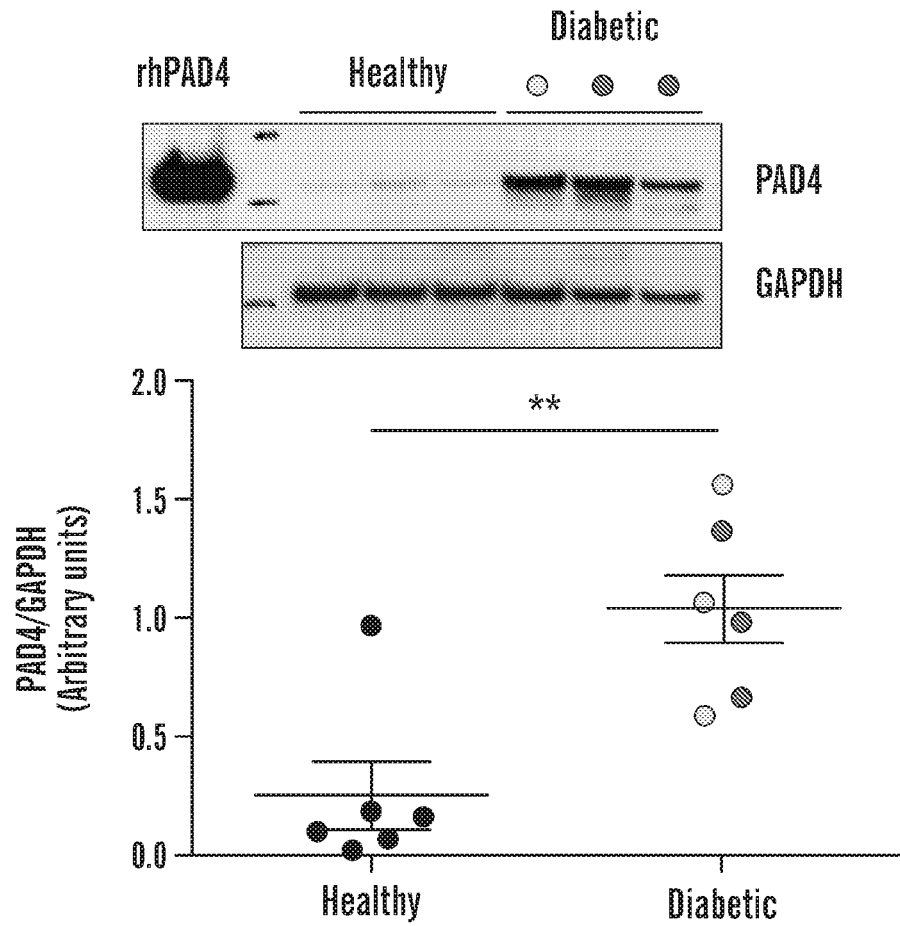 Diabetic
rhPAD4
Healthy
PAD4
GAPDH
2.0
**
1.5
1.0
0.5
0.0
PAD4/GAPDH
(Arbitrary units)
Healthy
Diabetic